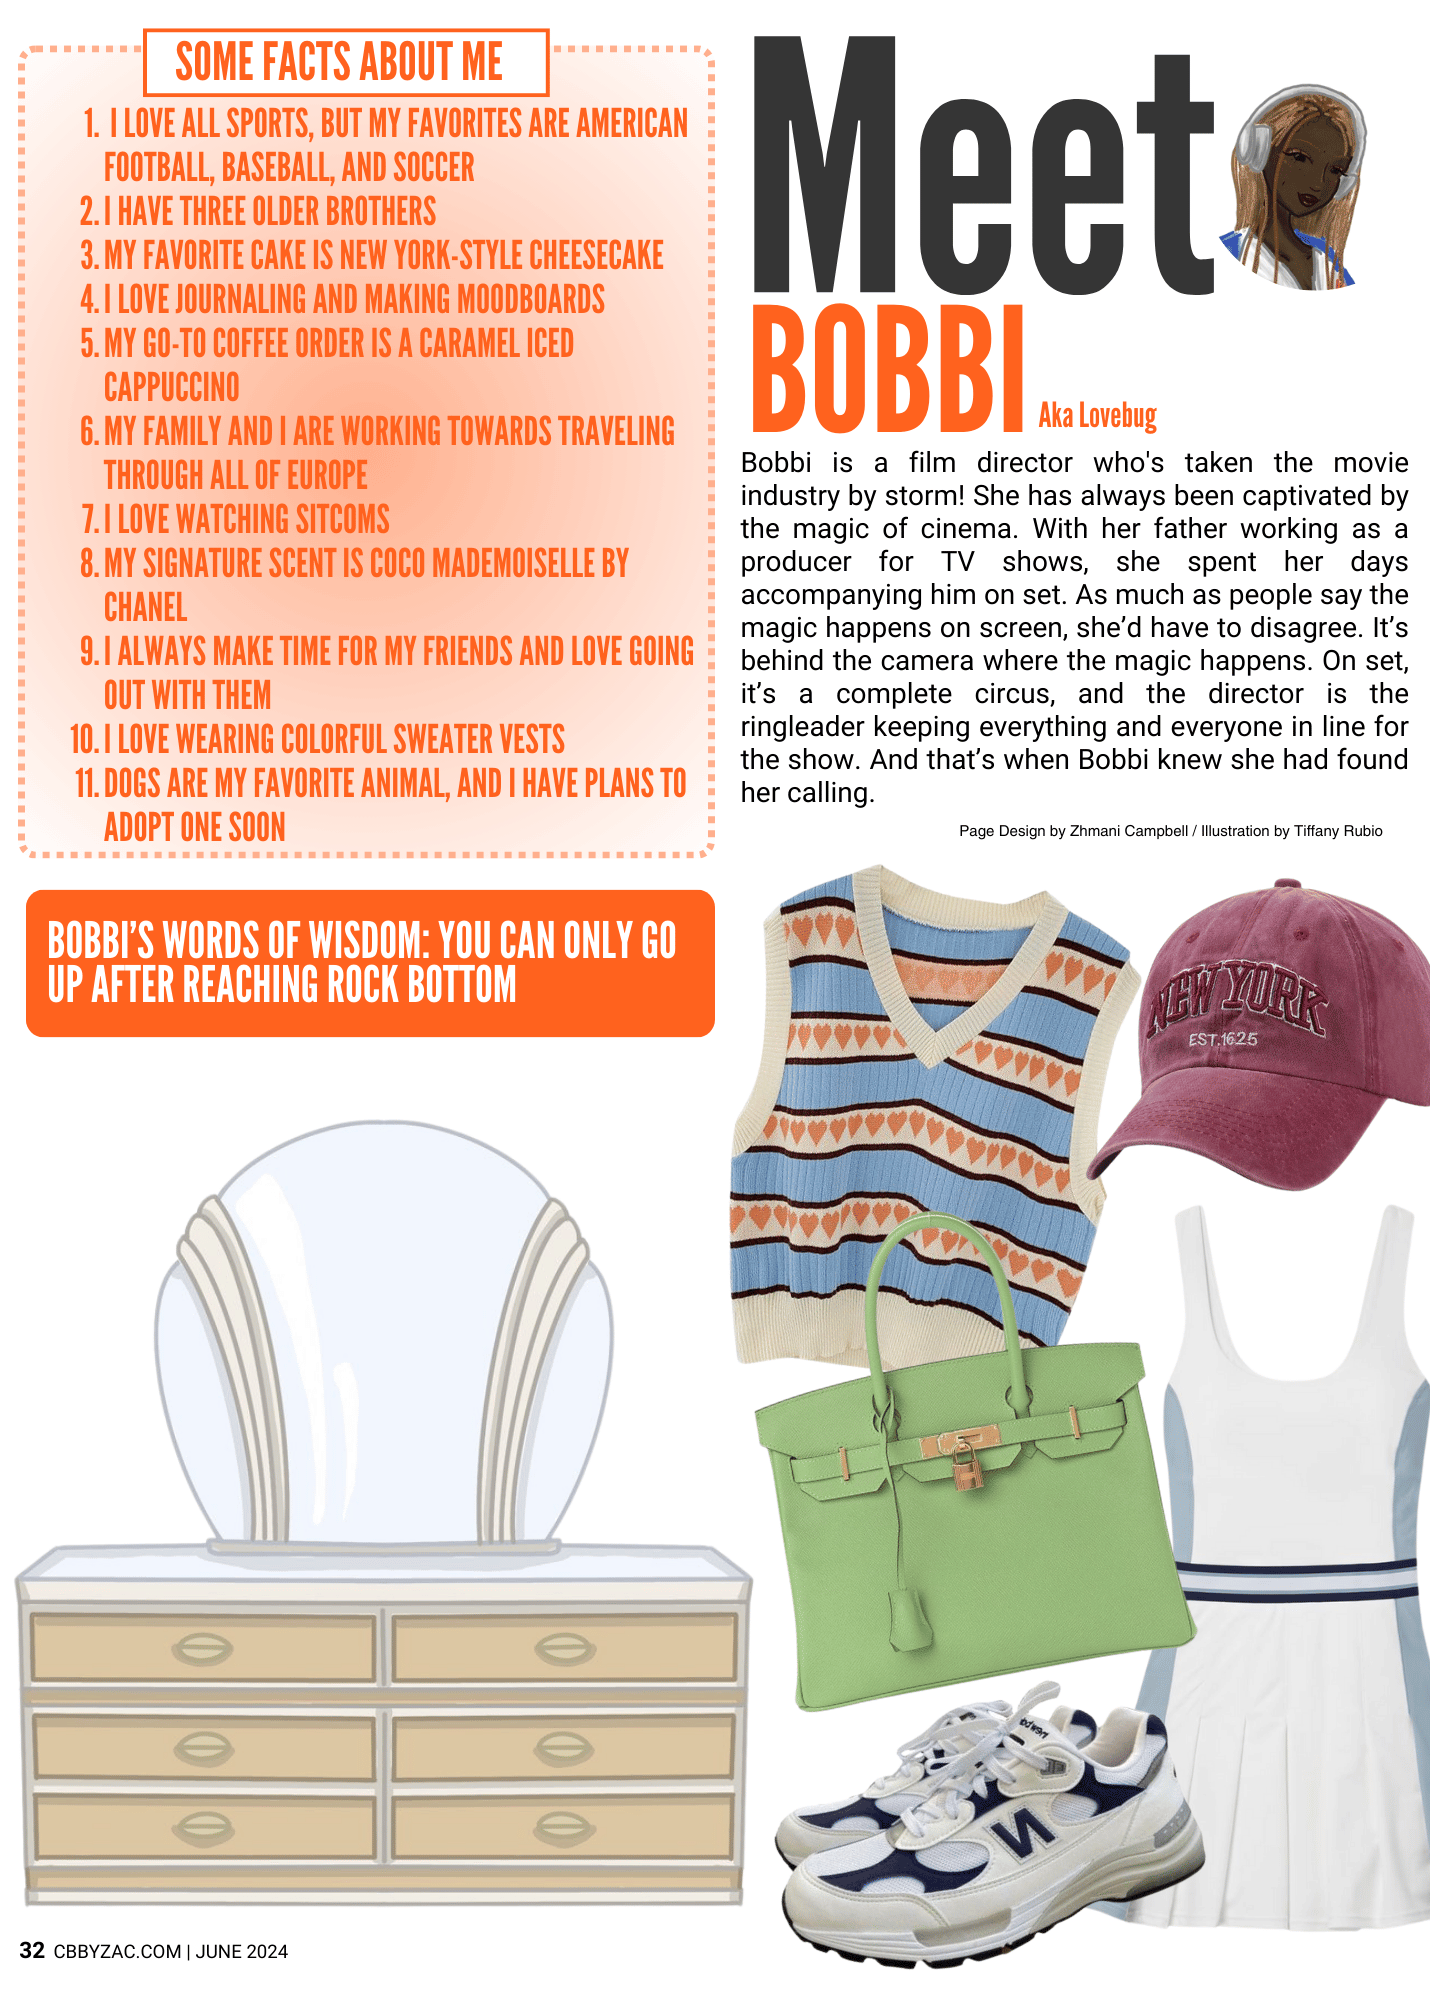 SOME FACTS ABOUT ME
1. I LOVE ALL SPORTS, BUT MY FAVORITES ARE AMERICAN
FOOTBALL, BASEBALL, AND SOCCER
2. I HAVE THREE OLDER BROTHERS
3. MY FAVORITE CAKE IS NEW YORK-STYLE CHEESECAKE
4. I LOVE JOURNALING AND MAKING MOODBOARDS
5. MY GO-TO COFFEE ORDER IS A CARAMEL ICED
CAPPUCCINO
6. MY FAMILY AND I ARE WORKING TOWARDS TRAVELING
THROUGH ALL OF EUROPE
7. I LOVE WATCHING SITCOMS
8. MY SIGNATURE SCENT IS COCO MADEMOISELLE BY
CHANEL
9. I ALWAYS MAKE TIME FOR MY FRIENDS AND LOVE GOING
OUT WITH THEM
10. I LOVE WEARING COLORFUL SWEATER VESTS
11. DOGS ARE MY FAVORITE ANIMAL, AND I HAVE PLANS TO
ADOPT ONE SOON
BOBBI’S WORDS OF WISDOM: YOU CAN ONLY GO
UP AFTER REACHING ROCK BOTTOM
Meet
BOBBI Aka Lovebug
Bobbi is a film director who's taken the movie
industry by storm! She has always been captivated by
the magic of cinema. With her father working as a
producer for TV shows, she spent her days
accompanying him on set. As much as people say the
magic happens on screen, she’d have to disagree. It’s
behind the camera where the magic happens. On set,
it’s a complete circus, and the director is the
ringleader keeping everything and everyone in line for
the show. And that’s when Bobbi knew she had found
her calling.
Page Design by Zhmani Campbell / Illustration by Tiffany Rubio
NEW YORK
EST.1625
new bal
N
32 CBBYZAC.COM | JUNE 2024